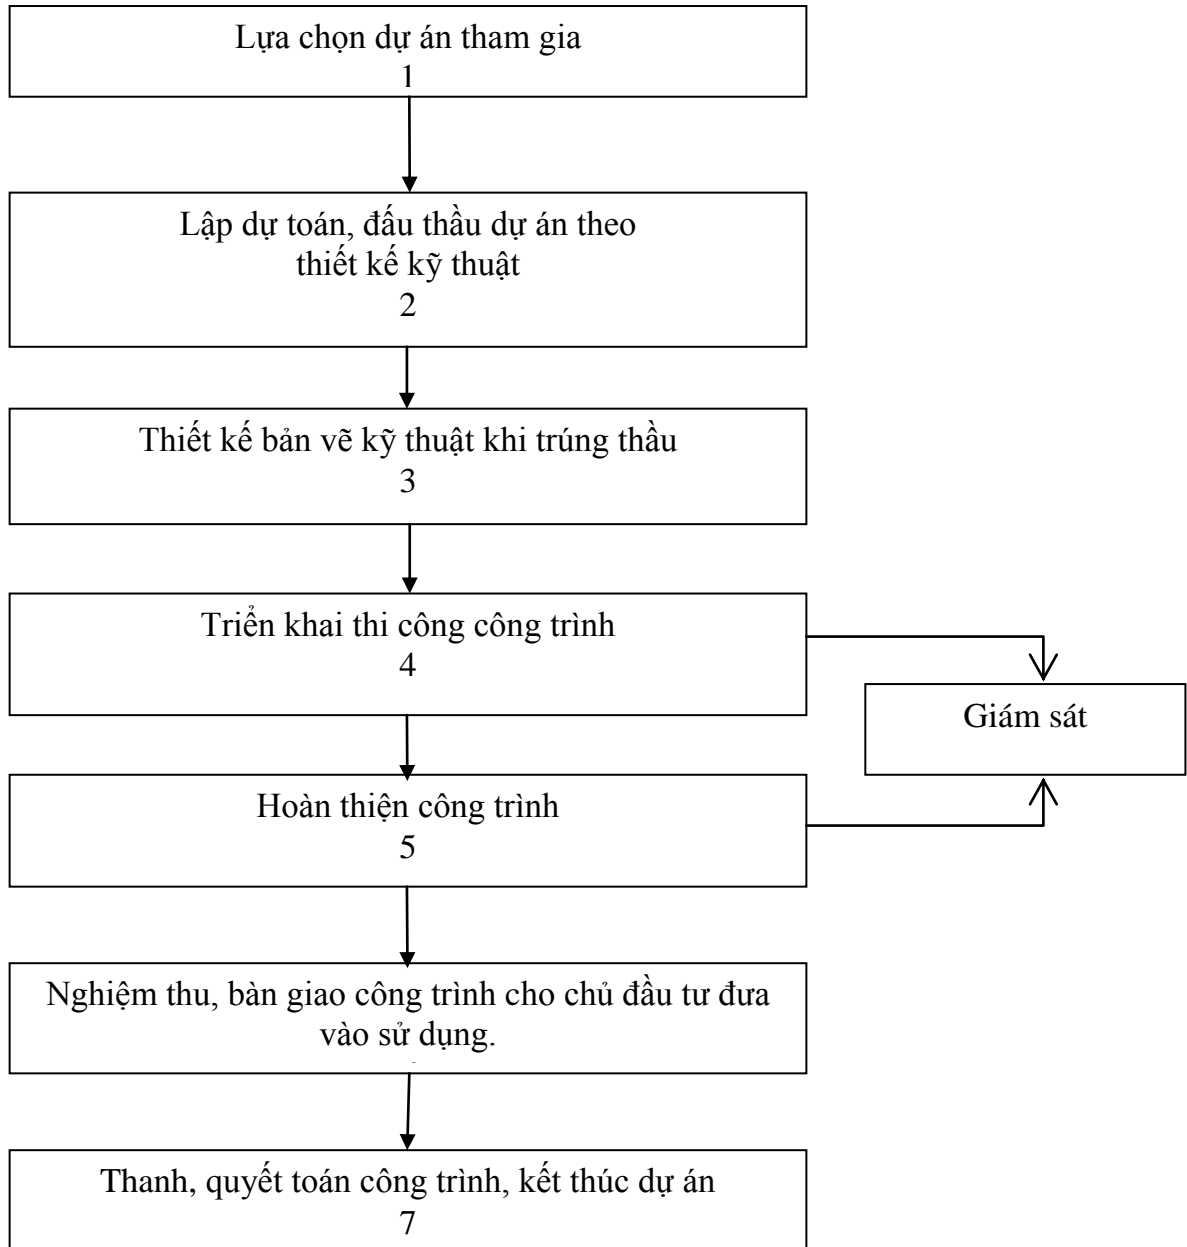 Lựa chọn dự án tham gia
1
Lập dự toán, đấu thầu dự án theo
thiết kế kỹ thuật
2
Thiết kế bản vẽ kỹ thuật khi trúng thầu
3
Triển khai thi công công trình
4
Giám sát
Hoàn thiện công trình
5
Nghiệm thu, bàn giao công trình cho chủ đầu tư đưa
vào sử dụng.
Thanh, quyết toán công trình, kết thúc dự án
7